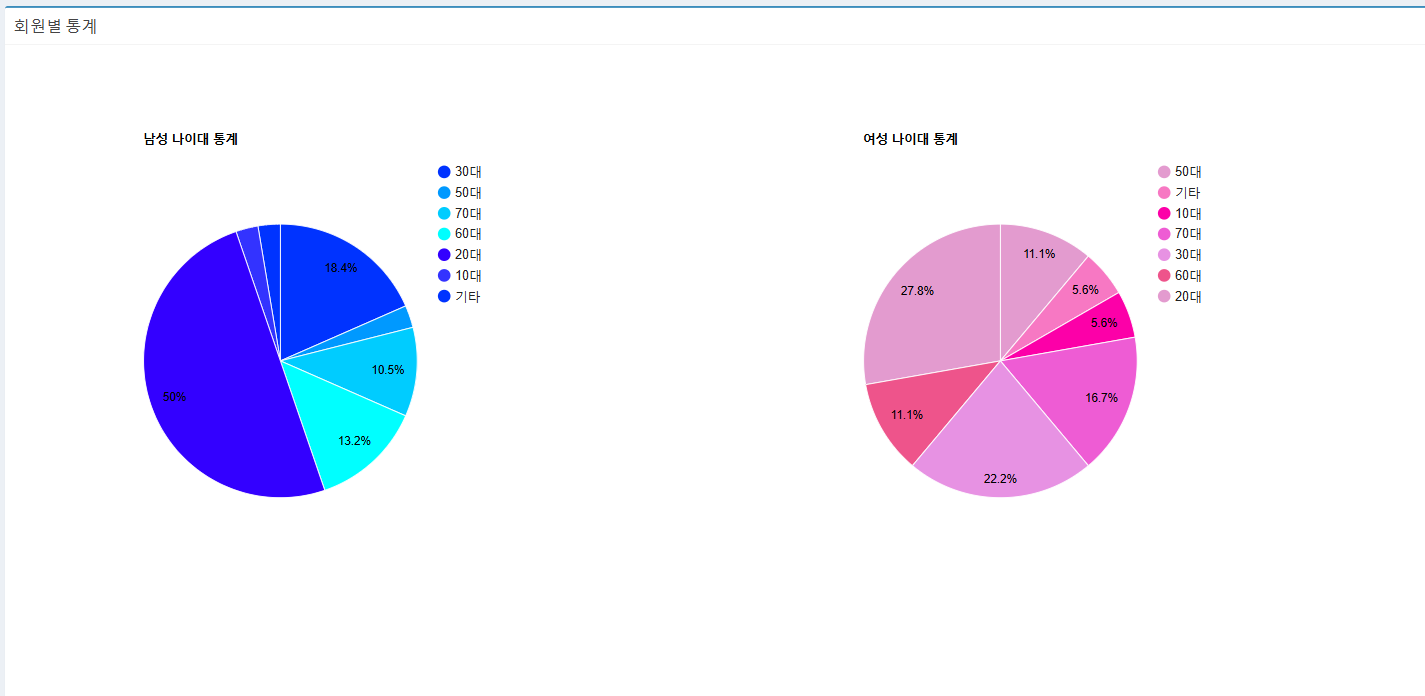 회원별 통계
남성 나이대 통계
30대
50대
70대
60대
20대
10대
기타
18.4%
10.5%
13.2%
50%
여성 나이대 통계
50대
기타
10대
70대
30대
60대
20대
11.1%
5.6%
5.6%
16.7%
22.2%
11.1%
27.8%